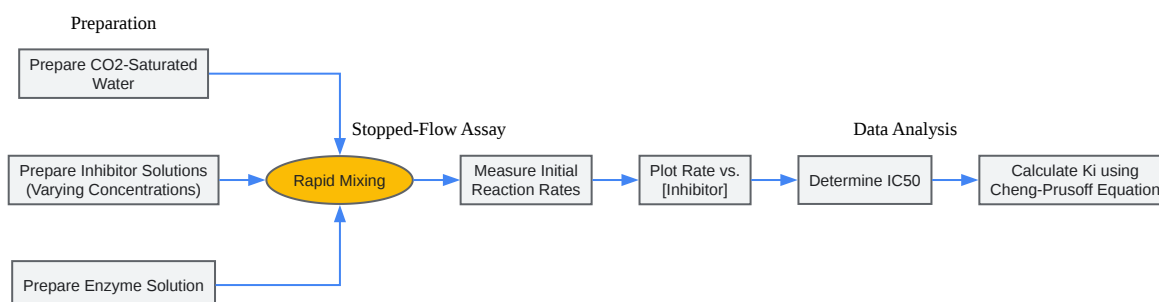 Preparation
Prepare CO2-Saturated
Water
Stopped-Flow Assay
Data Analysis
Prepare Inhibitor Solutions
(Varying Concentrations)
Rapid Mixing
Measure Initial
Reaction Rates
Plot Rate vs.
[Inhibitor]
Determine IC50
Calculate Ki using
Cheng-Prusoff Equation
Prepare Enzyme Solution